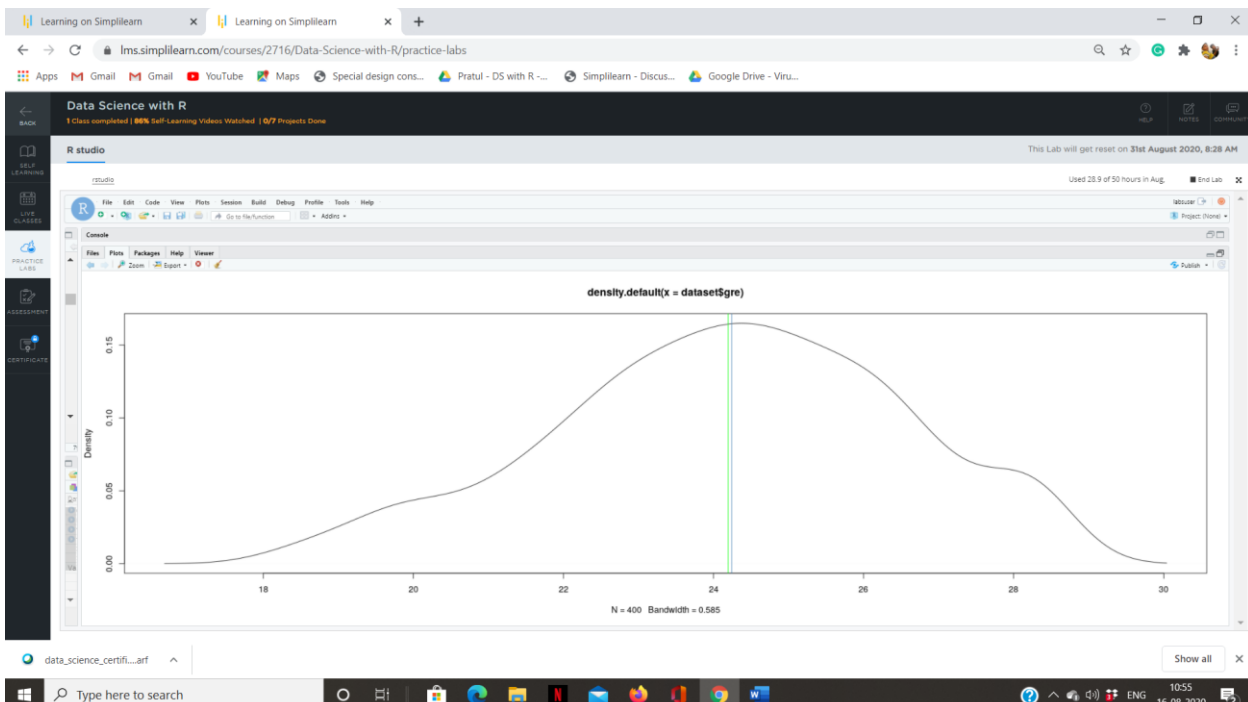 Learning on Simplilearn
Learning on Simplilearn
lms.simplilearn.com/courses/2716/Data-Science-with-R/practice-labs
Apps Gmail Gmail YouTube Maps Special design cons... Pratul - DS with R -... Simplilearn - Discus... Google Drive - Viru...
BACK
Data Science with R
1 Class completed | 86% Self-Learning Videos Watched | 0/7 Projects Done
HELP NOTES COMMUNIT
SELF LEARNING
LIVE CLASSES
PRACTICE LABS
ASSESSMENT
CERTIFICATE
R studio
This Lab will get reset on 31st August 2020, 8:28 AM
rstudio
Used 28.9 of 50 hours in Aug.
End Lab
R
File Edit Code View Plots Session Build Debug Profile Tools Help
labsuser
Go to file/function Addins
Project: (None)
Console
Files Plots Packages Help Viewer
Zoom Export
Publish
density.default(x = dataset$gre)
Density
0.15
0.10
0.05
0.00
18 20 22 24 26 28 30
N = 400 Bandwidth = 0.585
data_science_certifi....arf
Show all
Type here to search
ENG
10:55
16-08-2020